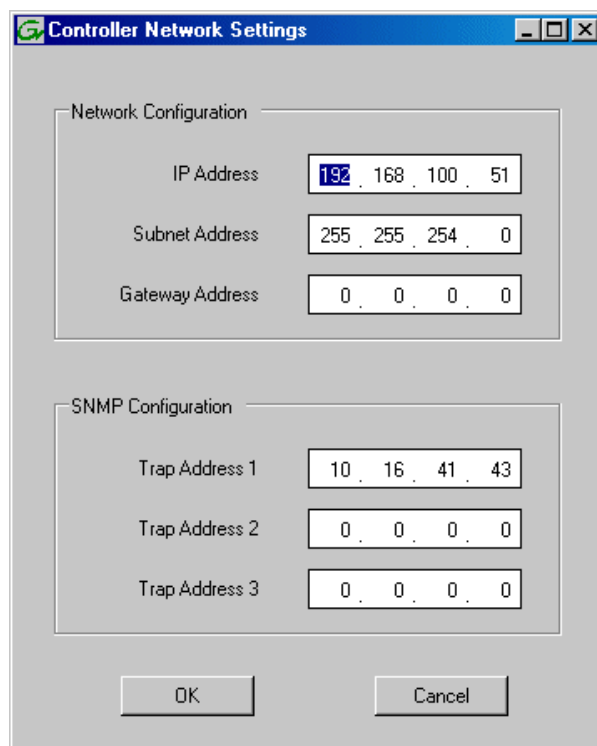 Controller Network Settings
Network Configuration
IP Address 192 . 168 . 100 . 51
Subnet Address 255 . 255 . 254 . 0
Gateway Address 0 . 0 . 0 . 0
SNMP Configuration
Trap Address 1 10 . 16 . 41 . 43
Trap Address 2 0 . 0 . 0 . 0
Trap Address 3 0 . 0 . 0 . 0
OK Cancel